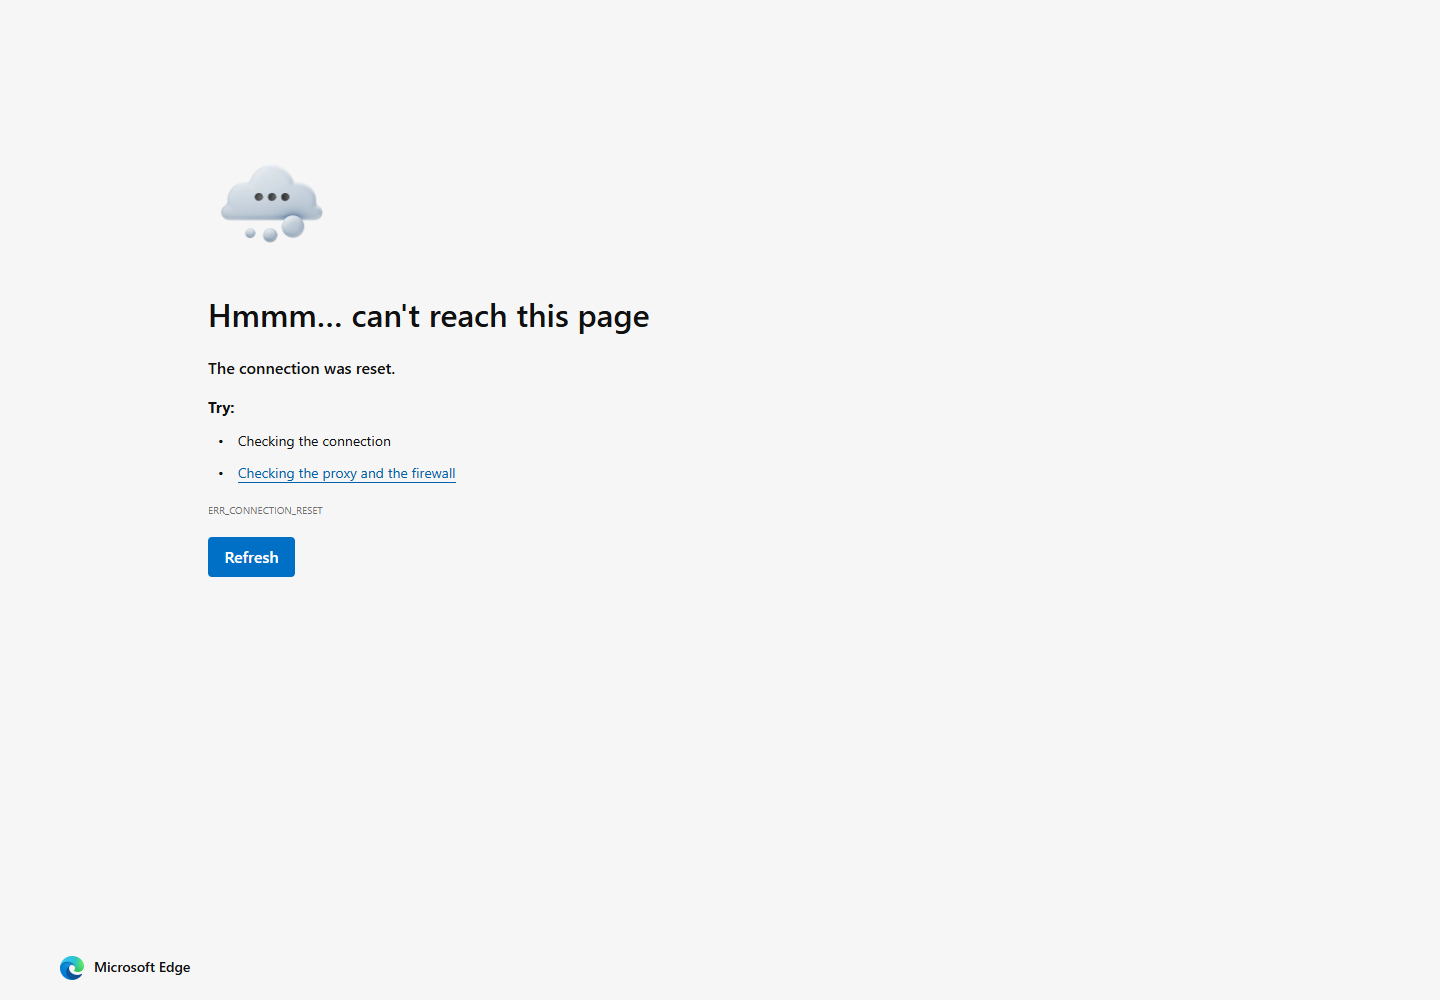 Hmmm... can't reach this page
The connection was reset.
Try:
• Checking the connection
• Checking the proxy and the firewall
ERR_CONNECTION_RESET
Refresh
Microsoft Edge